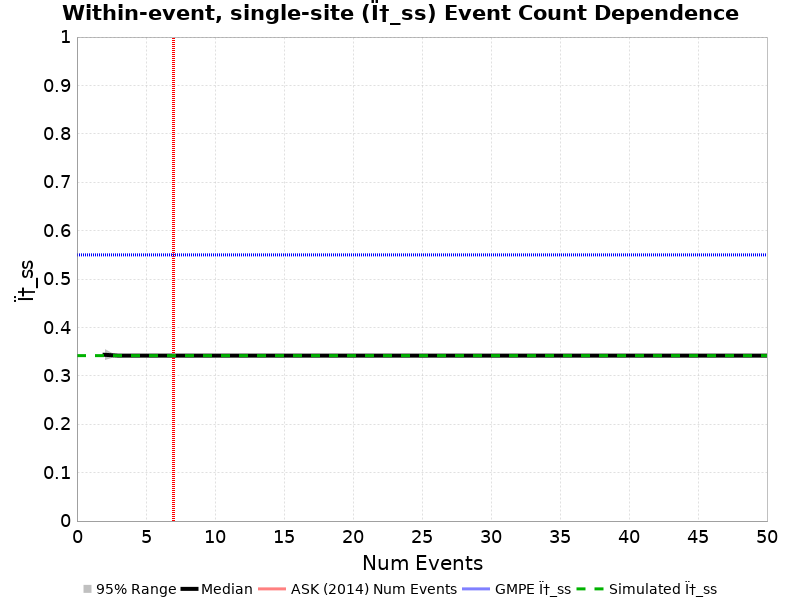 Within-event, single-site (Ï†_ss) Event Count Dependence
1
0.9
0.8
0.7
0.6
0.5
0.4
0.3
0.2
0.1
0
Ï†_ss
0 5 10 15 20 25 30 35 40 45 50
Num Events
95% Range Median ASK (2014) Num Events GMPE Ï†_ss Simulated Ï†_ss